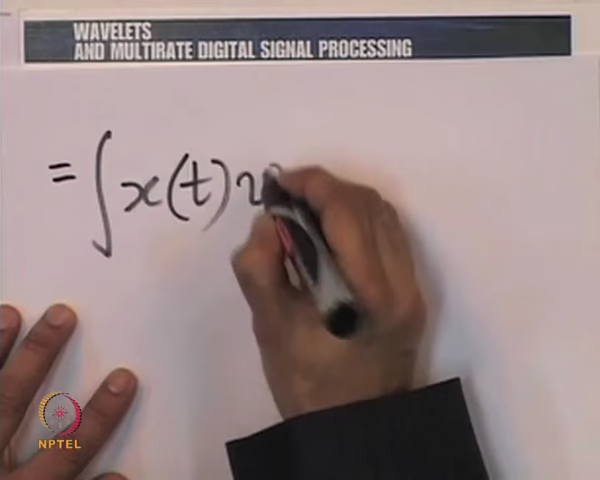 WAVELETS
AND MULTIRATE DIGITAL SIGNAL PROCESSING
= ∫ x(t)
NPTEL